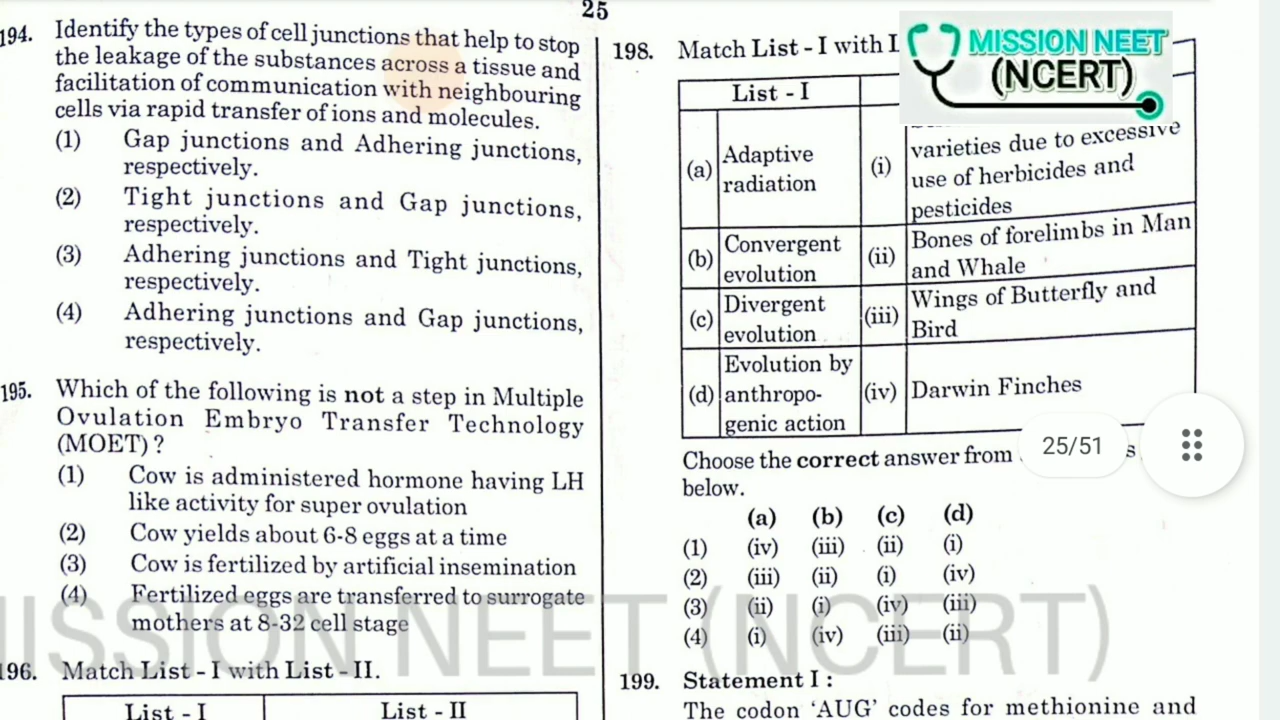 25
194. Identify the types of cell junctions that help to stop
the leakage of the substances across a tissue and
facilitation of communication with neighbouring
cells via rapid transfer of ions and molecules.
(1) Gap junctions and Adhering junctions,
respectively.
(2) Tight junctions and Gap junctions,
respectively.
(3) Adhering junctions and Tight junctions,
respectively.
(4) Adhering junctions and Gap junctions,
respectively.
195. Which of the following is not a step in Multiple
Ovulation Embryo Transfer Technology
(MOET) ?
(1) Cow is administered hormone having LH
like activity for super ovulation
(2) Cow yields about 6-8 eggs at a time
(3) Cow is fertilized by artificial insemination
(4) Fertilized eggs are transferred to surrogate
mothers at 8-32 cell stage
196. Match List - I with List - II.
List - I List - II
198. Match List - I with
MISSION NEET
(NCERT)
List - I
(a) Adaptive
radiation
(i)
varieties due to excessive
use of herbicides and
pesticides
(b) Convergent
evolution
(ii) Bones of forelimbs in Man
and Whale
(c) Divergent
evolution
(iii) Wings of Butterfly and
Bird
(d) Evolution by
anthropo-
genic action
(iv) Darwin Finches
Choose the correct answer from
below.
25/51
(a) (b) (c) (d)
(1) (iv) (iii) (ii) (i)
(2) (iii) (ii) (i) (iv)
(3) (ii) (i) (iv) (iii)
(4) (i) (iv) (iii) (ii)
MISSION NEET (NCERT)
199. Statement I :
The codon 'AUG' codes for methionine and